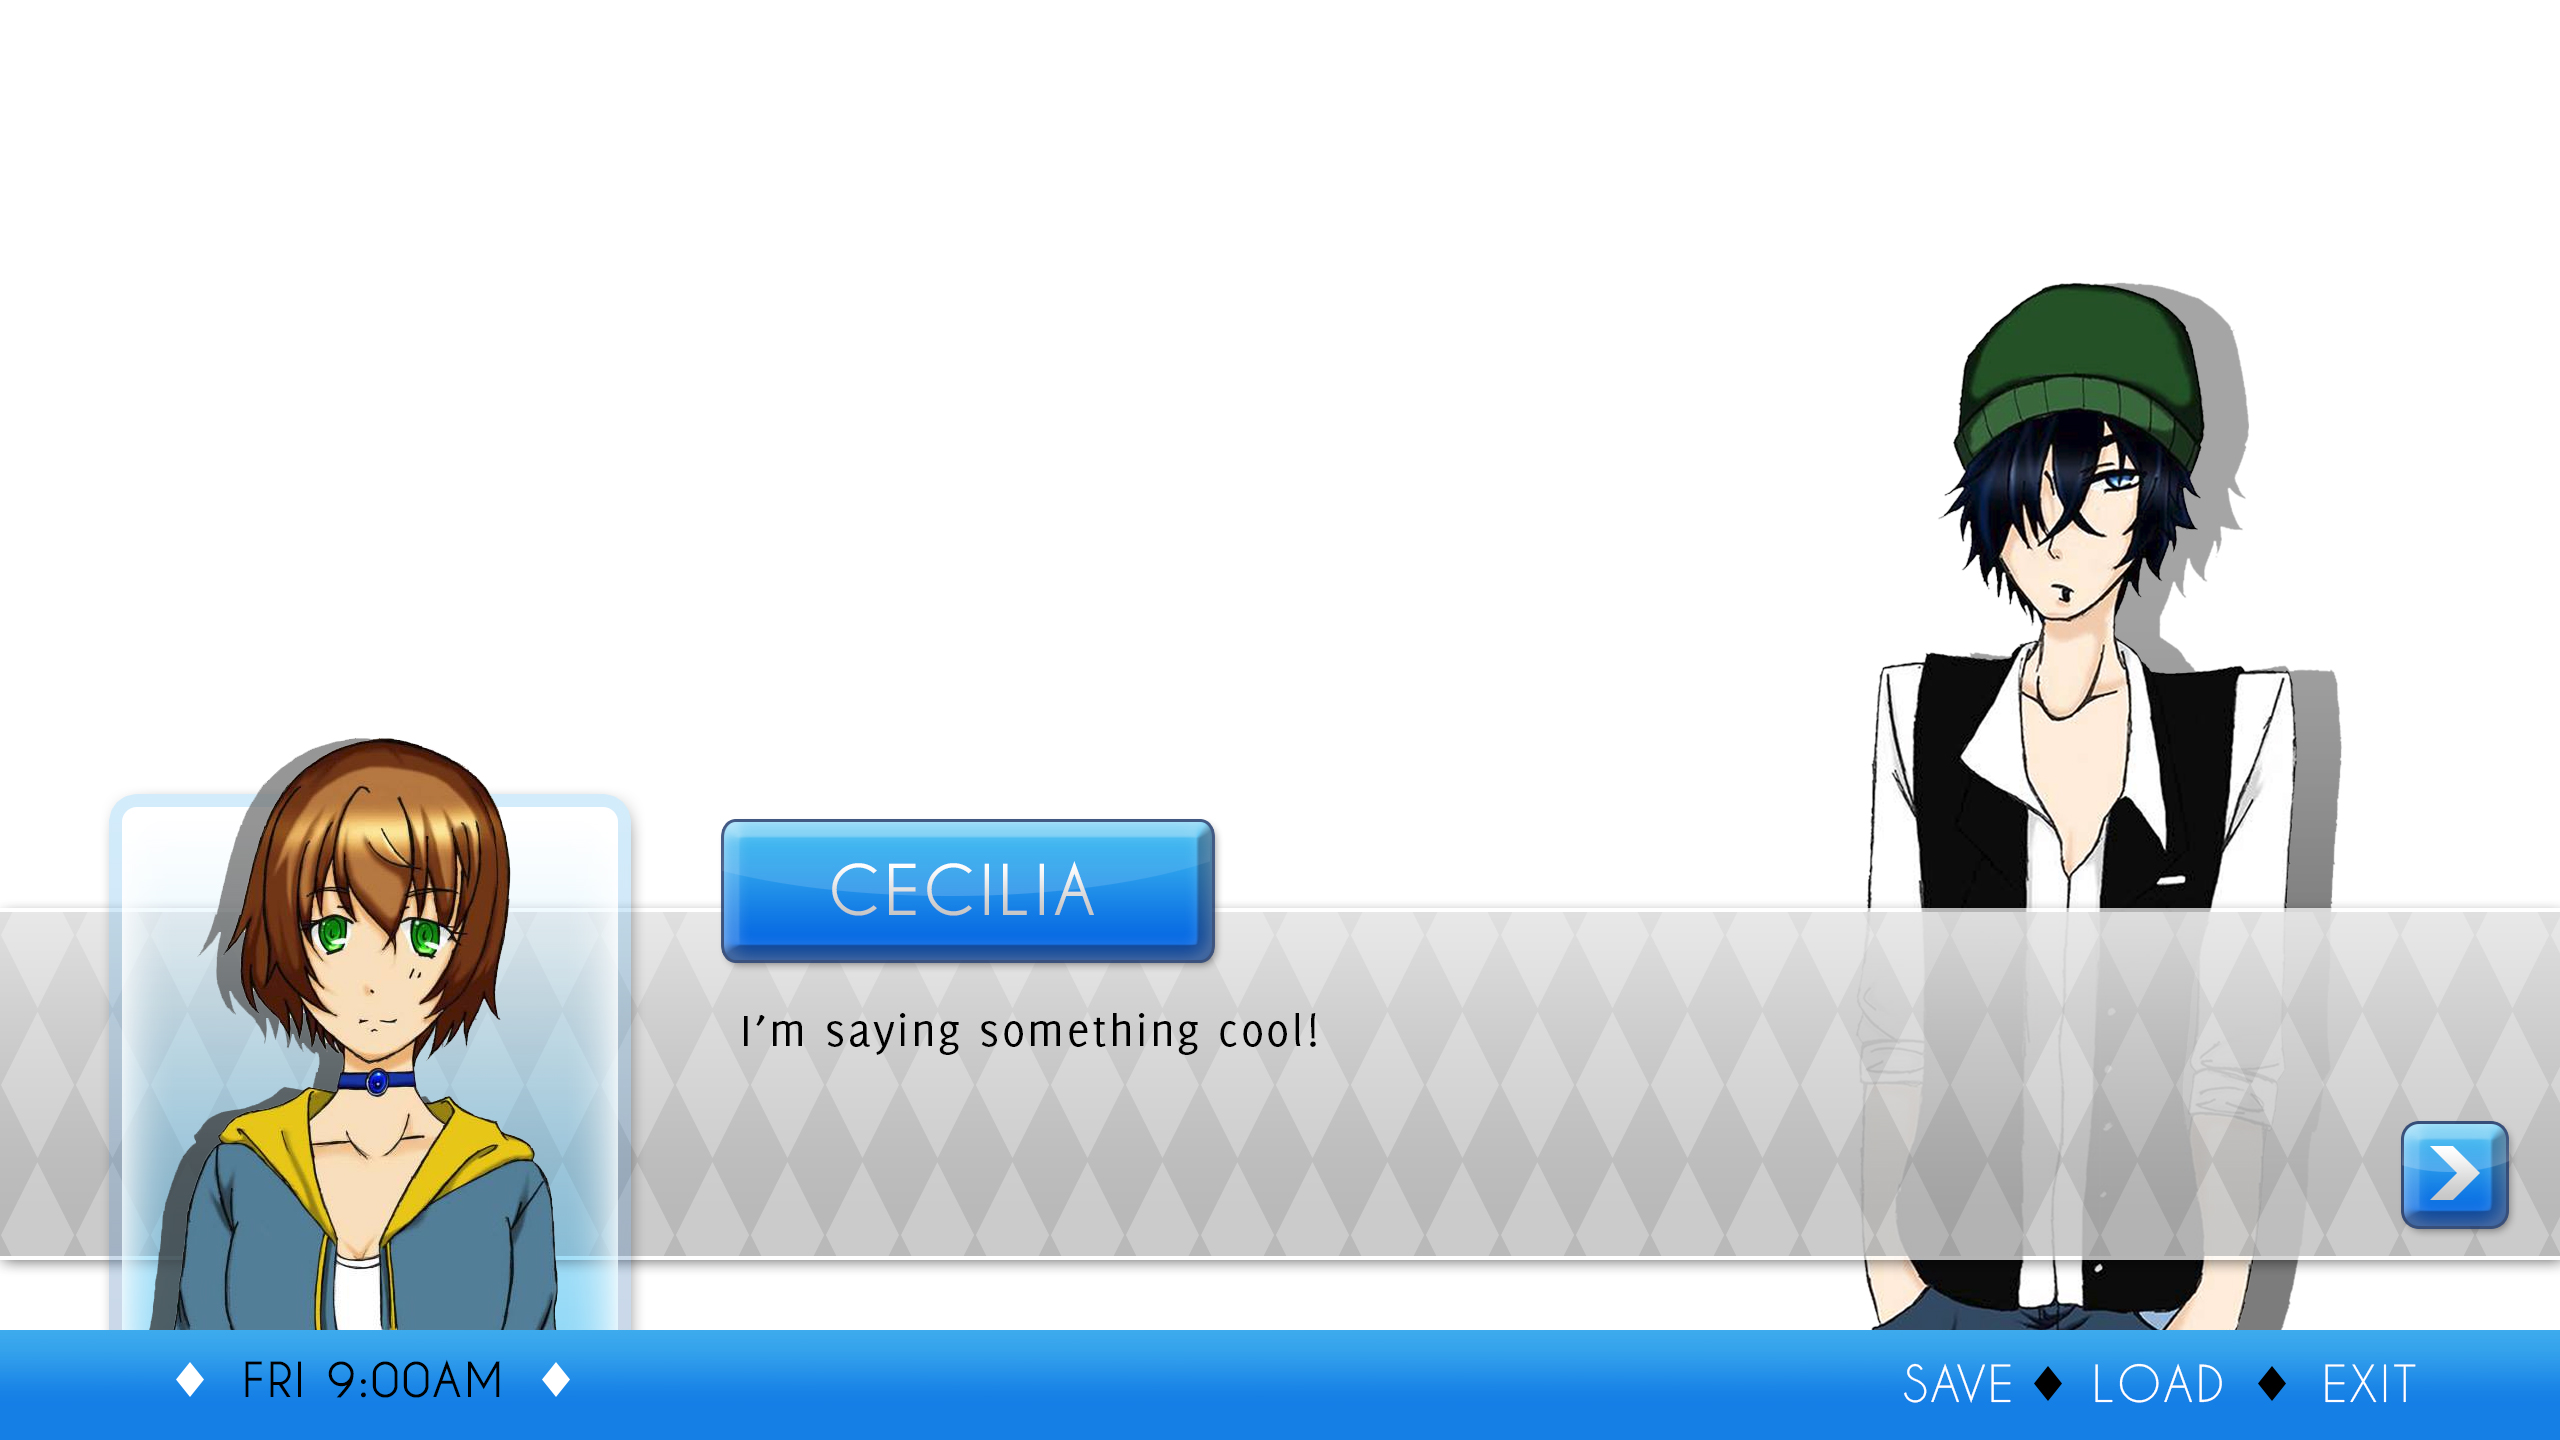 CECILIA
I’m saying something cool!
FRI 9:00AM
SAVE ♦ LOAD ♦ EXIT